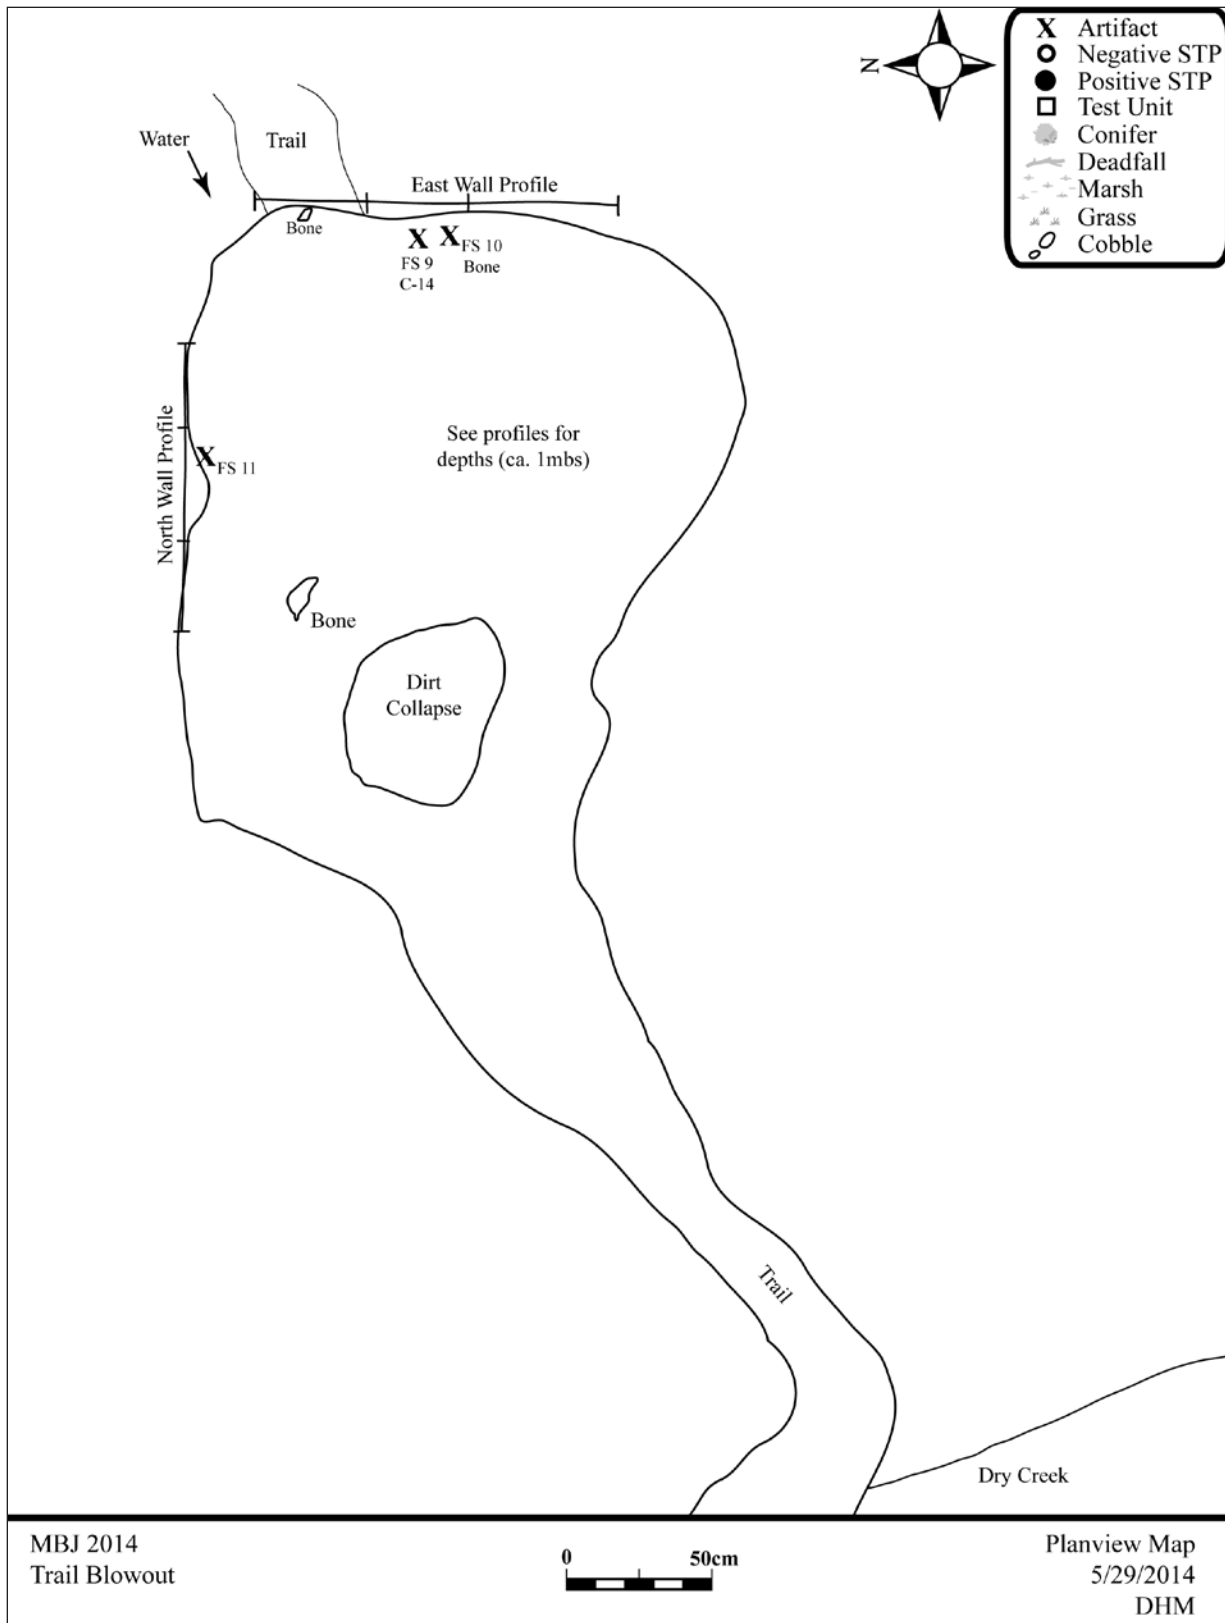 N
X Artifact
Negative STP
Positive STP
Test Unit
Conifer
Deadfall
Marsh
Grass
Cobble
Water
Trail
East Wall Profile
Bone
X
X
FS 10
Bone
FS 9
C-14
North Wall Profile
X
FS 11
See profiles for
depths (ca. 1mbs)
Bone
Dirt
Collapse
Trail
Dry Creek
MBJ 2014
Trail Blowout
0
50cm
Planview Map
5/29/2014
DHM